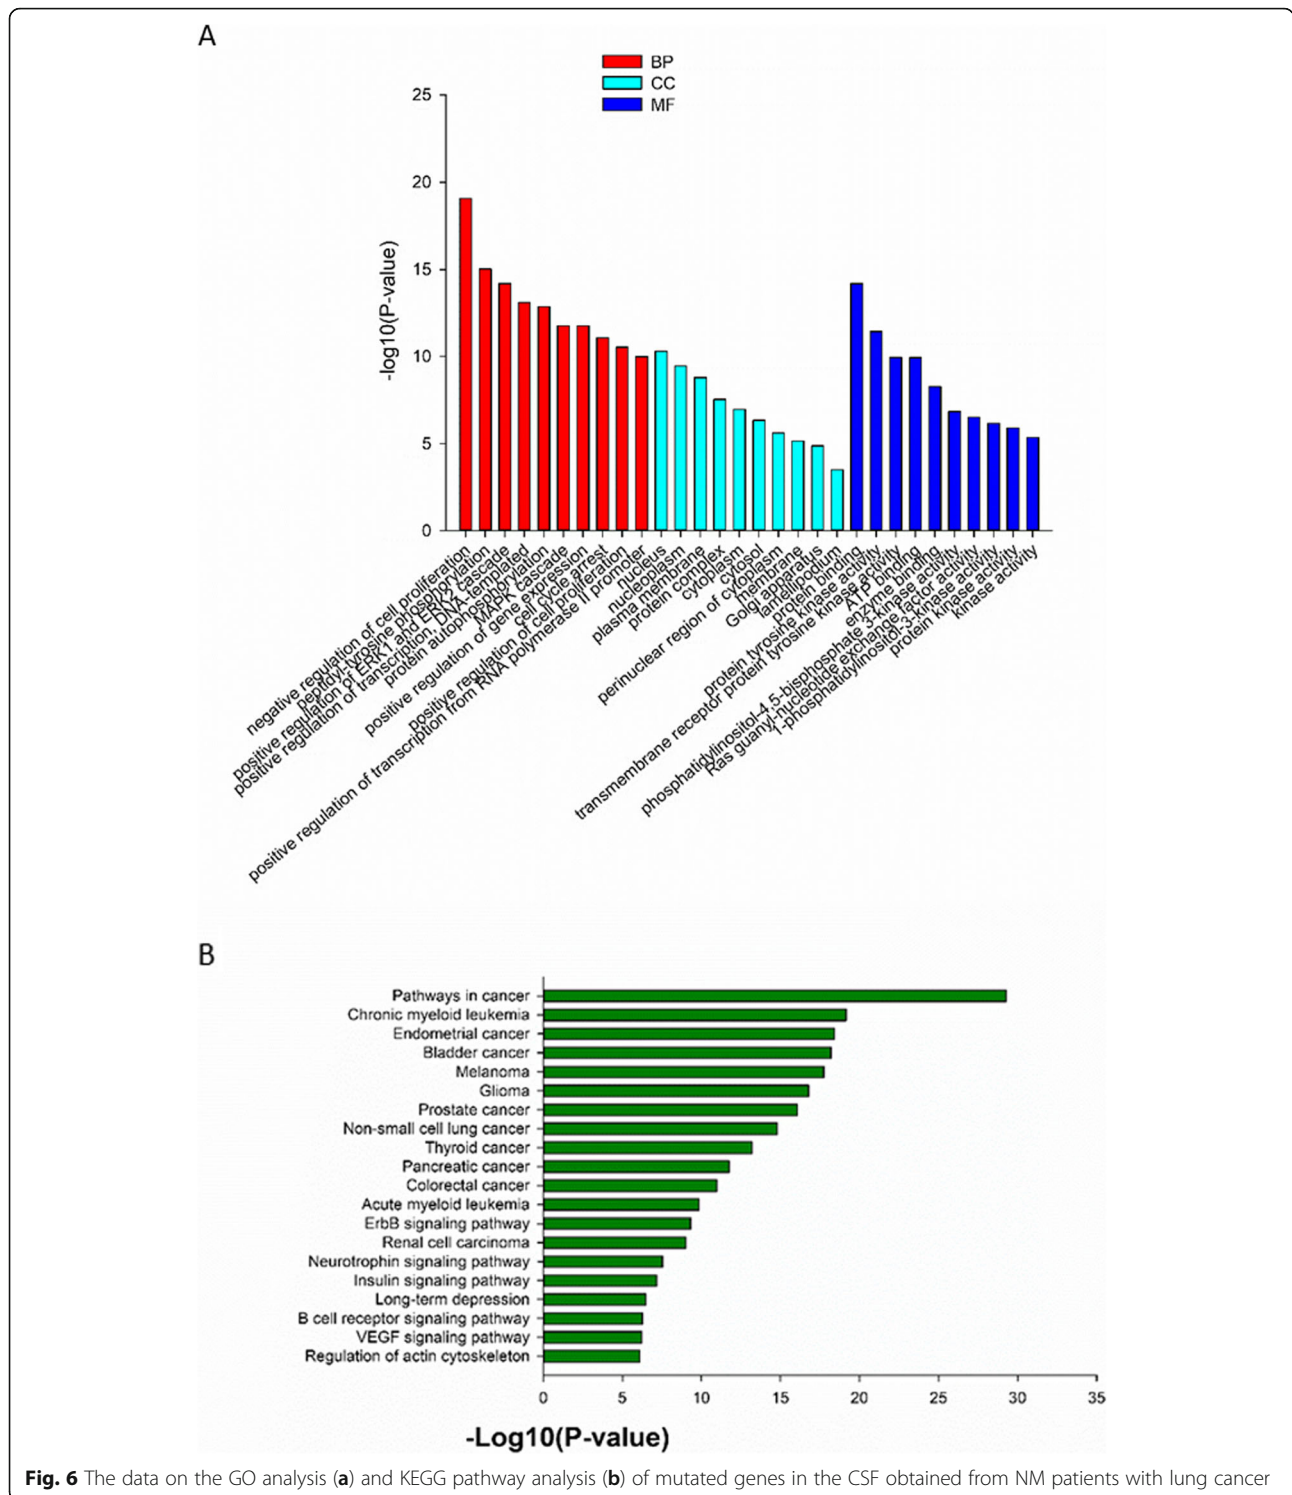 A
BP
CC
MF
25
20
15
10
5
0
-log10(P-value)
negative regulation of cell proliferation
peptidyl-tyrosine phosphorylation
positive regulation of ERK1 and ERK2 cascade
positive regulation of transcription, DNA-templated
protein autophosphorylation
MAPK cascade
positive regulation of gene expression
cell cycle arrest
positive regulation of cell proliferation
positive regulation of transcription from RNA polymerase II promoter
nucleus
nucleoplasm
plasma membrane
protein complex
cytoplasm
cytosol
perinuclear region of cytoplasm
membrane
Golgi apparatus
lamellipodium
protein binding
protein tyrosine kinase activity
transmembrane receptor protein tyrosine kinase activity
ATP binding
enzyme binding
phosphatidylinositol-4,5-bisphosphate 3-kinase activity
Ras guanyl-nucleotide exchange factor activity
1-phosphatidylinositol-3-kinase activity
protein kinase activity
kinase activity
B
Pathways in cancer
Chronic myeloid leukemia
Endometrial cancer
Bladder cancer
Melanoma
Glioma
Prostate cancer
Non-small cell lung cancer
Thyroid cancer
Pancreatic cancer
Colorectal cancer
Acute myeloid leukemia
ErbB signaling pathway
Renal cell carcinoma
Neurotrophin signaling pathway
Insulin signaling pathway
Long-term depression
B cell receptor signaling pathway
VEGF signaling pathway
Regulation of actin cytoskeleton
0 5 10 15 20 25 30 35
-Log10(P-value)
Fig. 6 The data on the GO analysis (a) and KEGG pathway analysis (b) of mutated genes in the CSF obtained from NM patients with lung cancer